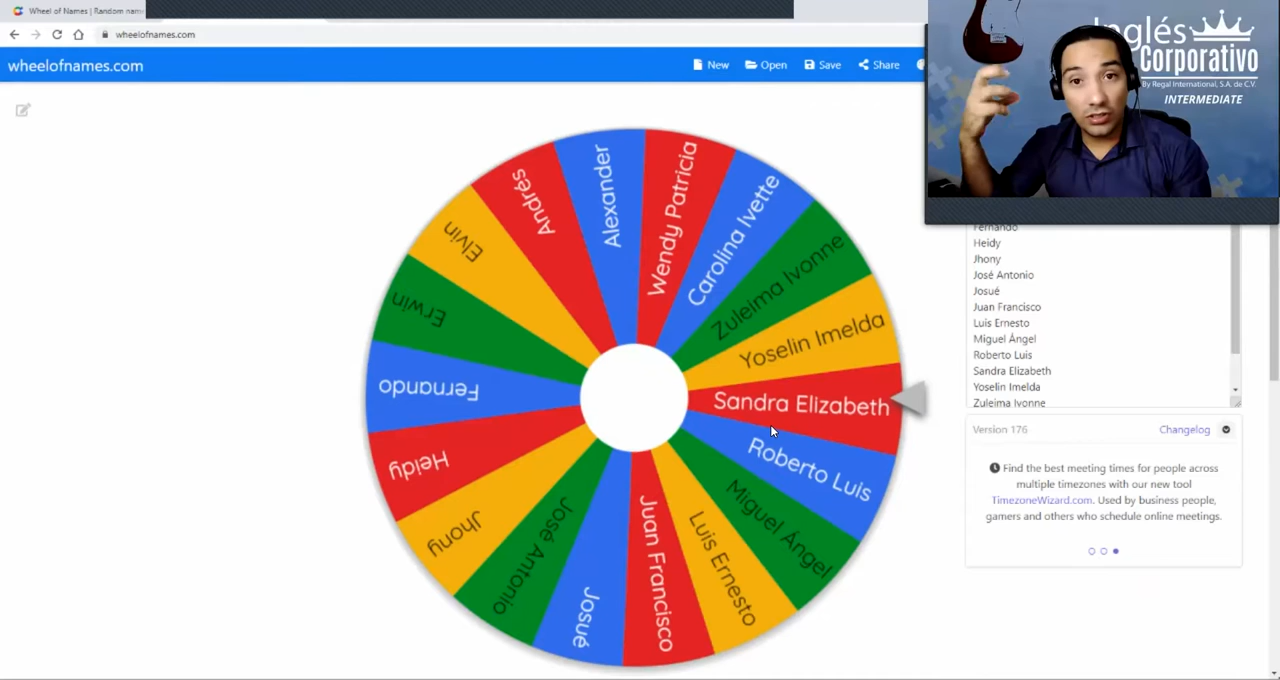 Wheel of Names | Random nam
wheelofnames.com
wheelofnames.com
New
Open
Save
Share
Inglés
Corporativo
By Regal International, S.A. de C.V.
INTERMEDIATE
Alexander
Wendy Patricia
Carolina Ivette
Zuleima Ivonne
Yoselin Imelda
Sandra Elizabeth
Roberto Luis
Miguel Ángel
Luis Ernesto
Juan Francisco
Josué
José Antonio
Jhony
Heidy
Fernando
Erwin
Elvin
Andrés
Fernando
Heidy
Jhony
José Antonio
Josué
Juan Francisco
Luis Ernesto
Miguel Ángel
Roberto Luis
Sandra Elizabeth
Yoselin Imelda
Zuleima Ivonne
Version 176
Changelog
Find the best meeting times for people across
multiple timezones with our new tool
TimezoneWizard.com. Used by business people,
gamers and others who schedule online meetings.